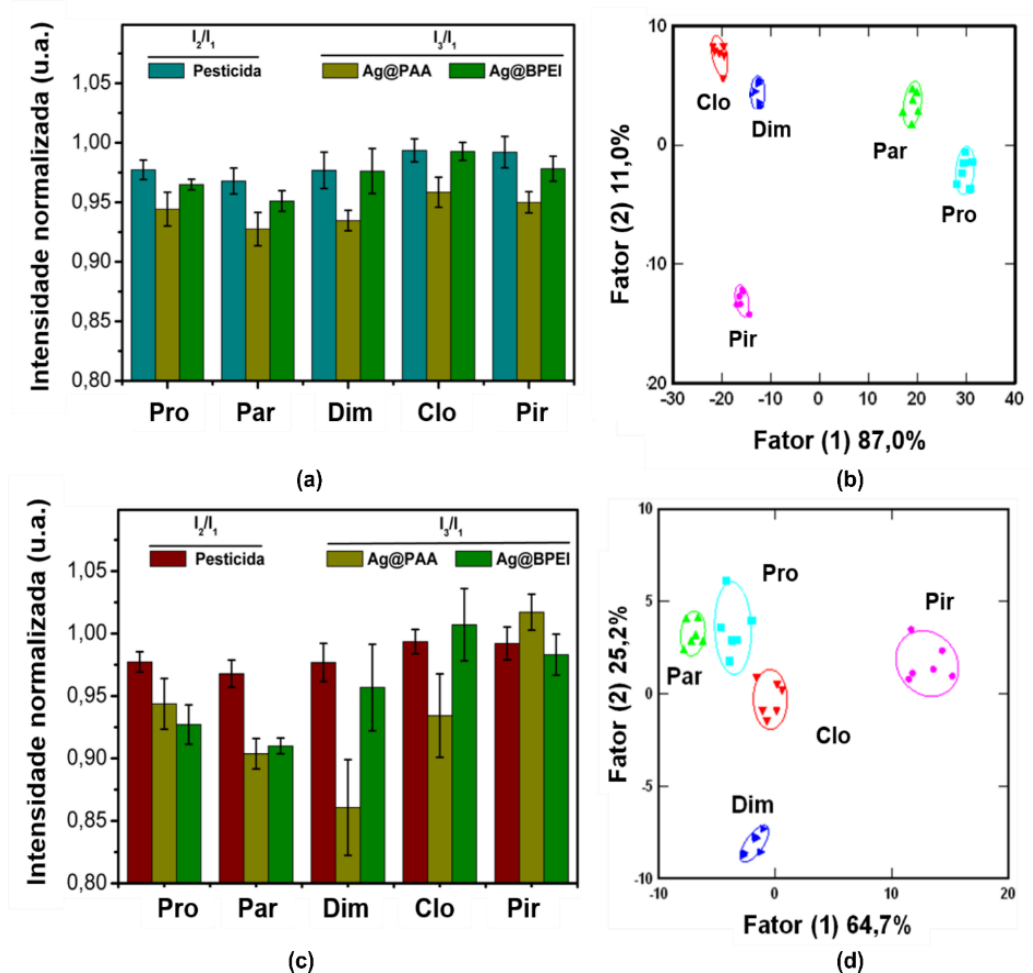 Intensidade normalizada (u.a.)
1,05
1,00
0,95
0,90
0,85
0,80
I₂/I₁
I₃/I₁
Pesticida
Ag@PAA
Ag@BPEI
Pro
Par
Dim
Clo
Pir
(a)
Fator (2) 11,0%
10
0
-10
-20
Clo
Dim
Par
Pro
Pir
-30
-20
-10
0
10
20
30
40
Fator (1) 87,0%
(b)
Intensidade normalizada (u.a.)
1,05
1,00
0,95
0,90
0,85
0,80
I₂/I₁
I₃/I₁
Pesticida
Ag@PAA
Ag@BPEI
Pro
Par
Dim
Clo
Pir
(c)
Fator (2) 25,2%
10
5
0
-5
-10
Pro
Pir
Par
Clo
Dim
-10
0
10
20
Fator (1) 64,7%
(d)